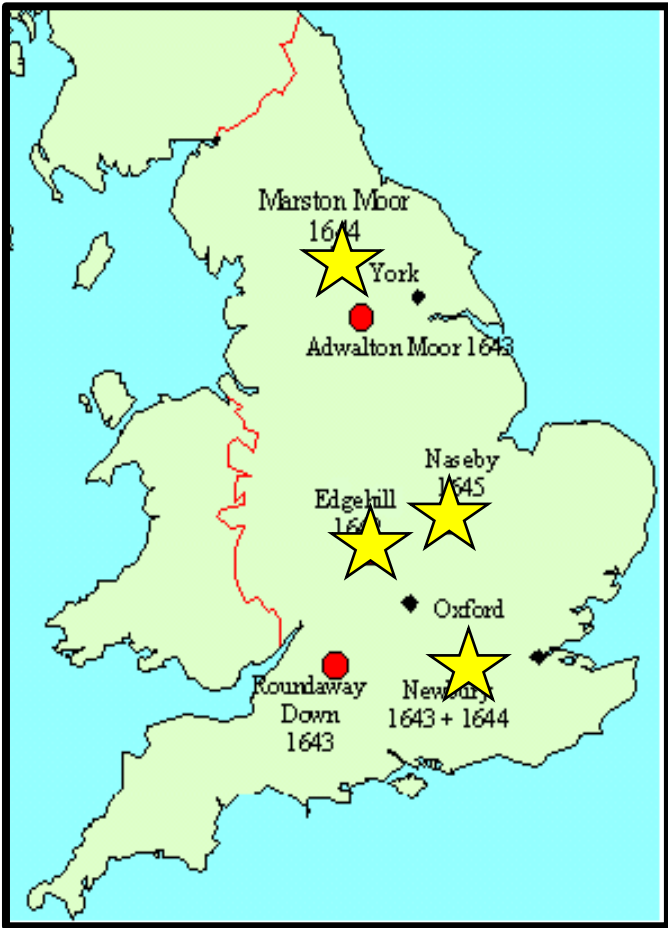 Marston Moor
1644
York
Adwalton Moor 1643
Naseby
1645
Edgehill
Oxford
Roundaway
Down
1643
Newbury
1643 + 1644